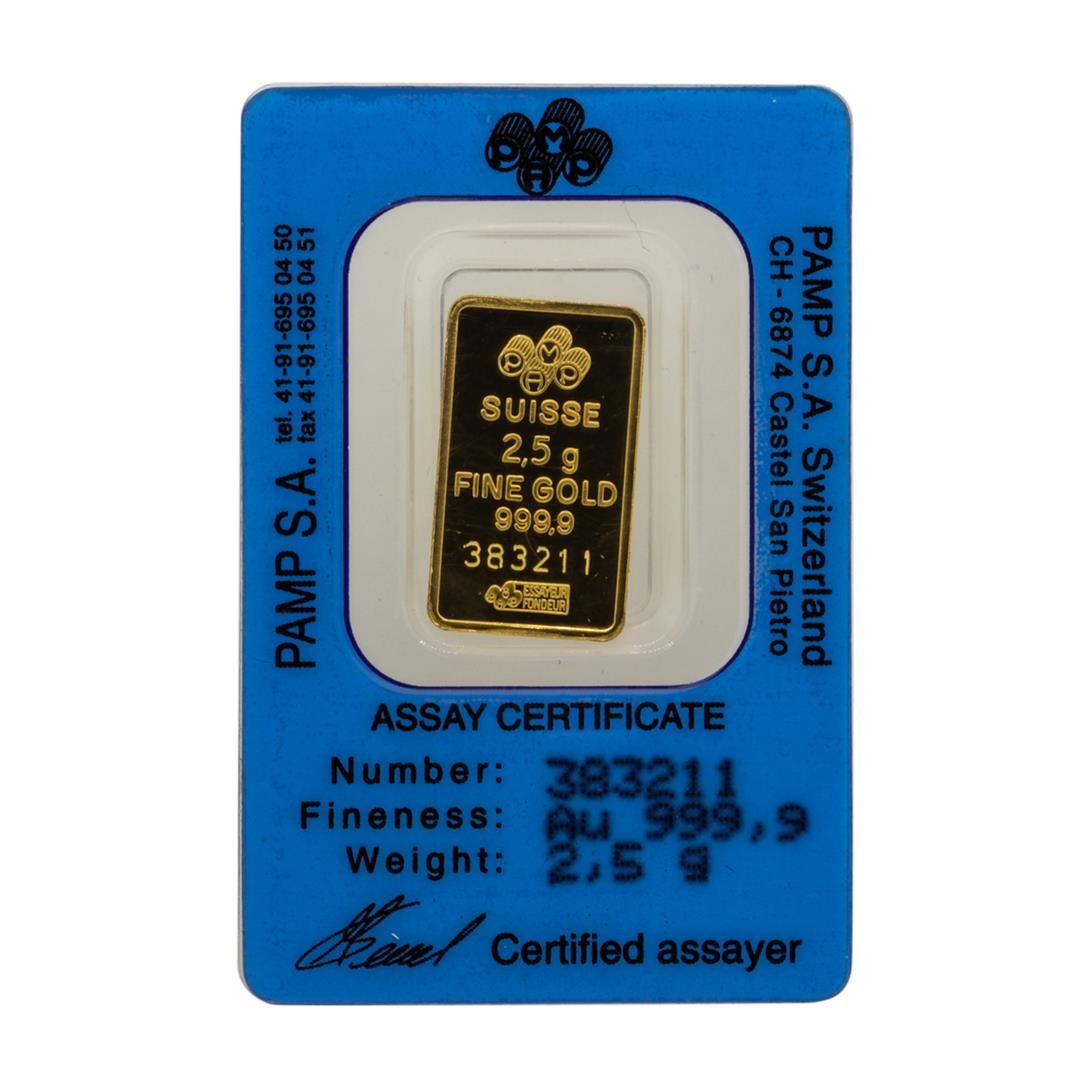 PAMP
PAMP S.A.
tel. 41-91-695 04 50
fax 41-91-695 04 51
PAMP S.A. Switzerland
CH - 6874 Castel San Pietro
PAMP
SUISSE
2,5 g
FINE GOLD
999,9
383211
ESSAYEUR
FONDEUR
ASSAY CERTIFICATE
Number: 383211
Fineness: Au 999,9
Weight: 2,5 g
Certified assayer